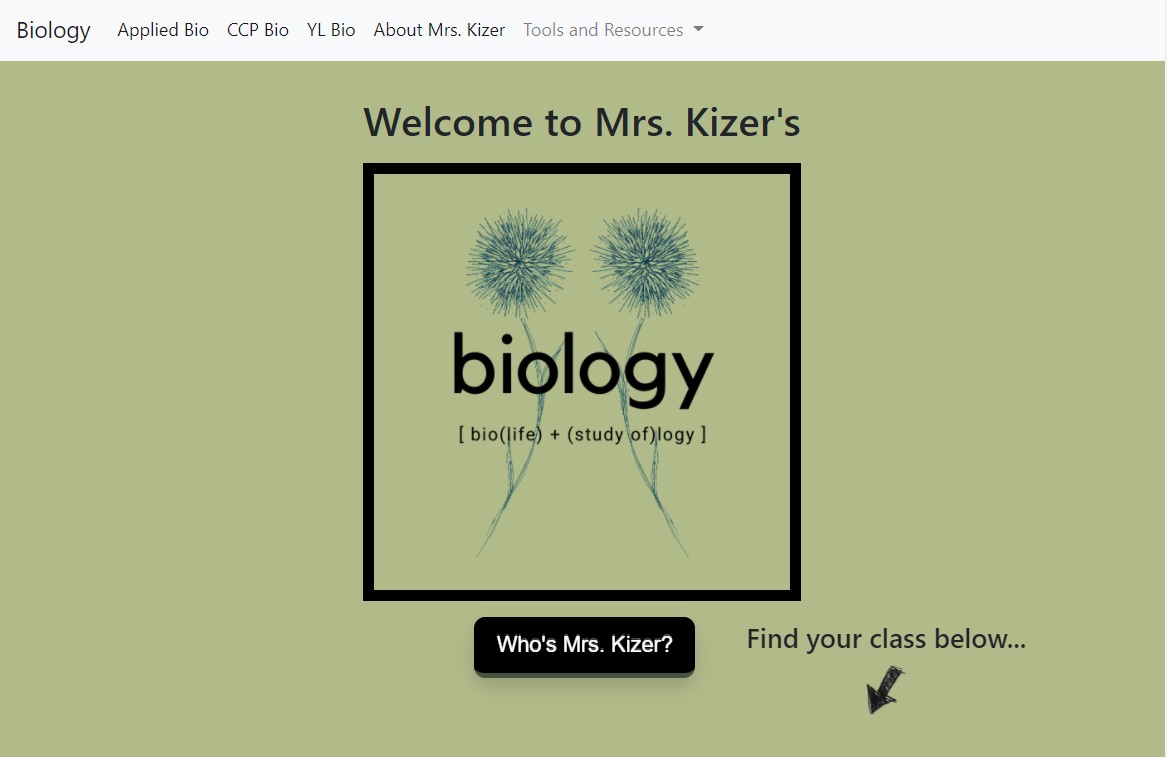 Biology Applied Bio CCP Bio YL Bio About Mrs. Kizer Tools and Resources
Welcome to Mrs. Kizer's
biology
[ bio(life) + (study of)logy ]
Who's Mrs. Kizer?
Find your class below...